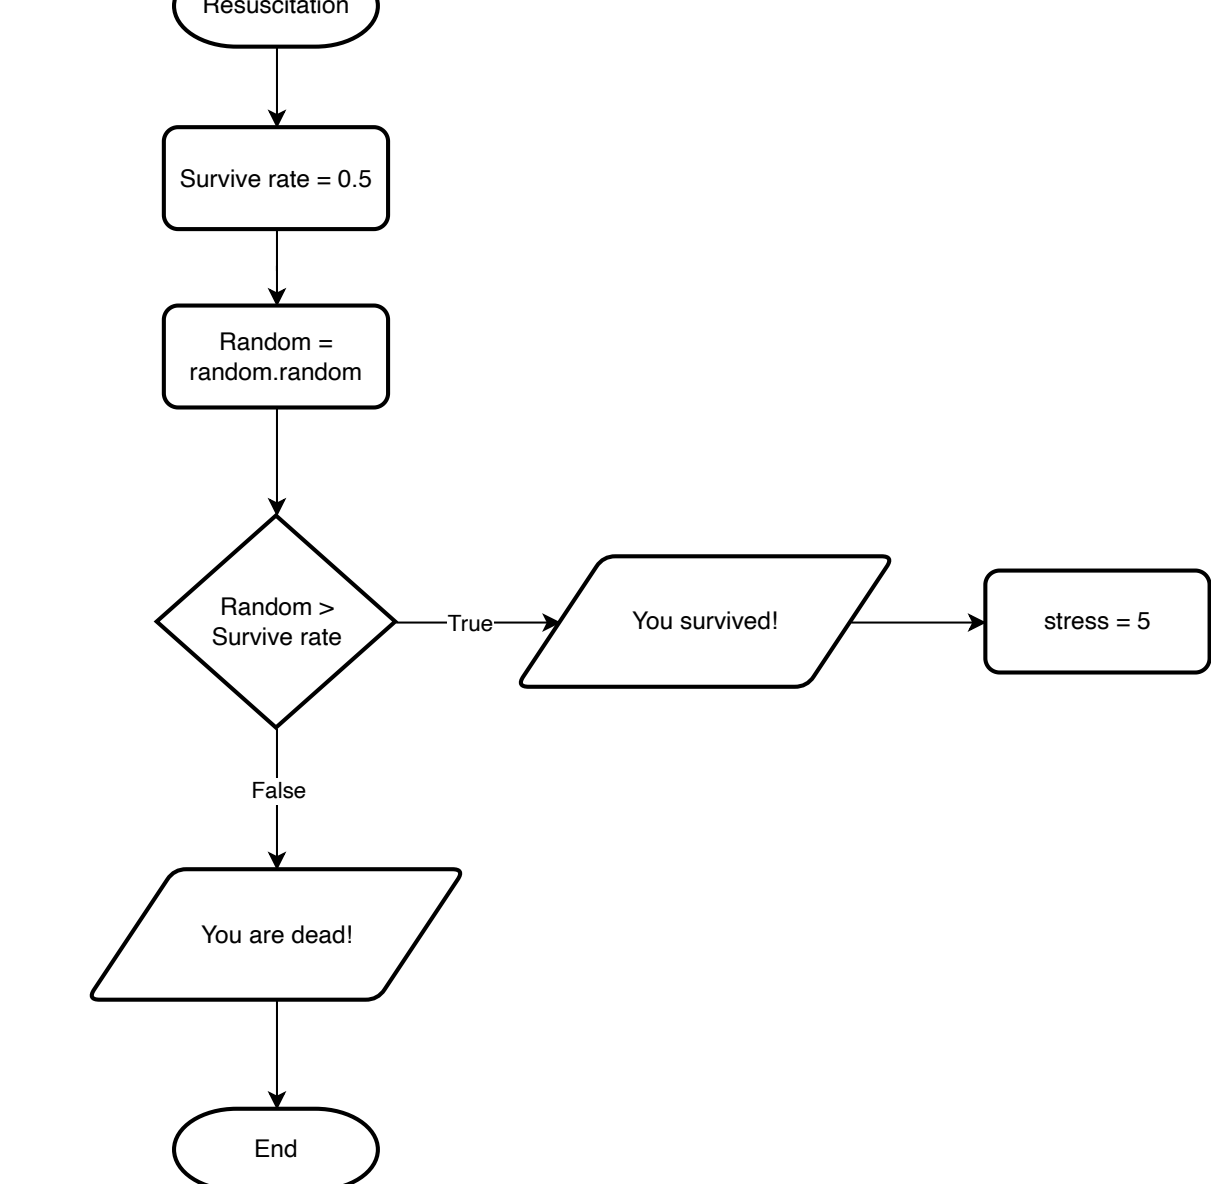 Resuscitation
Survive rate = 0.5
Random =
random.random
Random >
Survive rate
True
You survived!
stress = 5
False
You are dead!
End